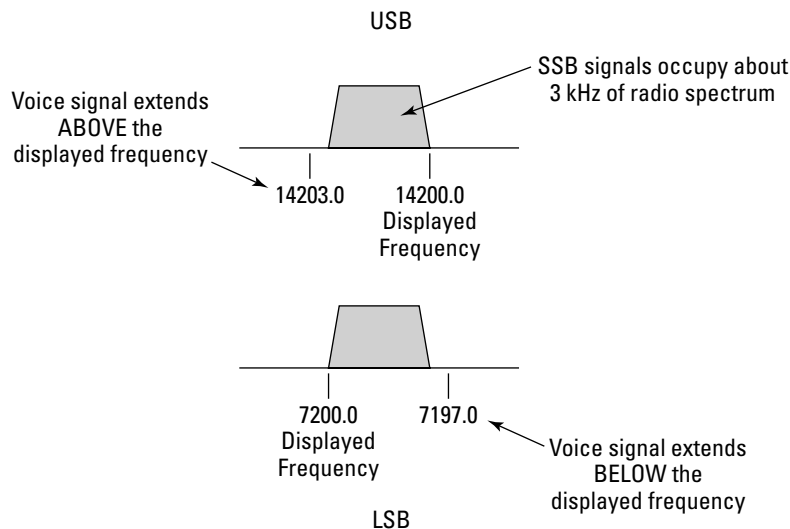 USB
SSB signals occupy about
3 kHz of radio spectrum
Voice signal extends
ABOVE the
displayed frequency
14203.0
14200.0
Displayed
Frequency
7200.0
Displayed
Frequency
7197.0
Voice signal extends
BELOW the
displayed frequency
LSB